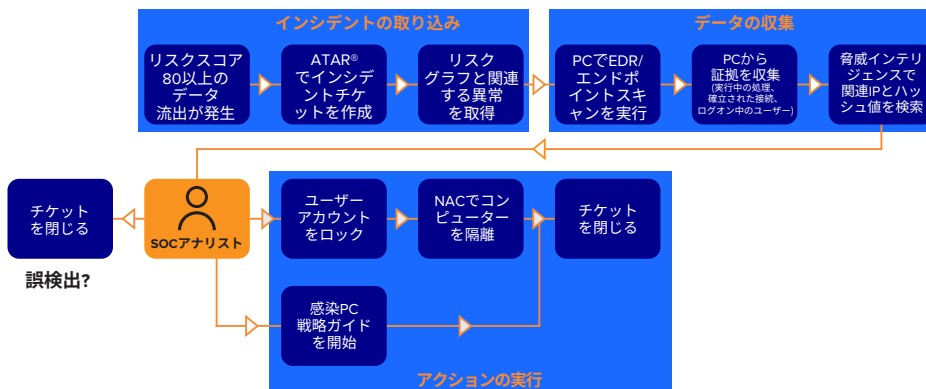 インシデントの取り込み
データの収集
リスクスコア
80以上の
データ
流出が発生
ATAR®
でインシデ
ントチケ
ットを作成
リスク
グラフと関連
する異常
を取得
PCでEDR/
エンドポ
イントスキ
ャンを実行
PCから
証拠を収集
(実行中の処理、
確立された接続、
ログオン中のユーザー)
脅威インテリ
ジェンスで
関連IPとハッ
シュ値を検索
チケット
を閉じる
誤検出?
SOCアナリスト
ユーザー
アカウント
をロック
NACでコン
ピューター
を隔離
チケット
を閉じる
感染PC
戦略ガイド
を開始
アクションの実行